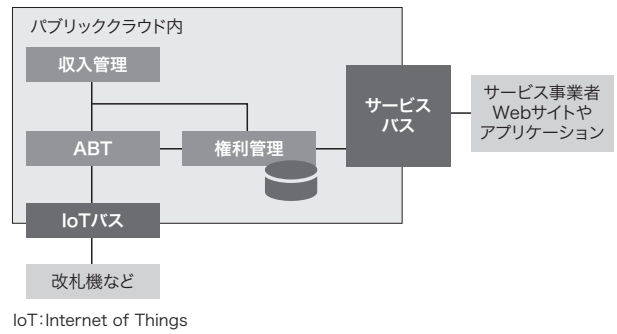 パブリッククラウド内
収入管理
サービス
バス
サービス事業者
Webサイトや
アプリケーション
ABT
権利管理
IoTバス
改札機など
IoT：Internet of Things